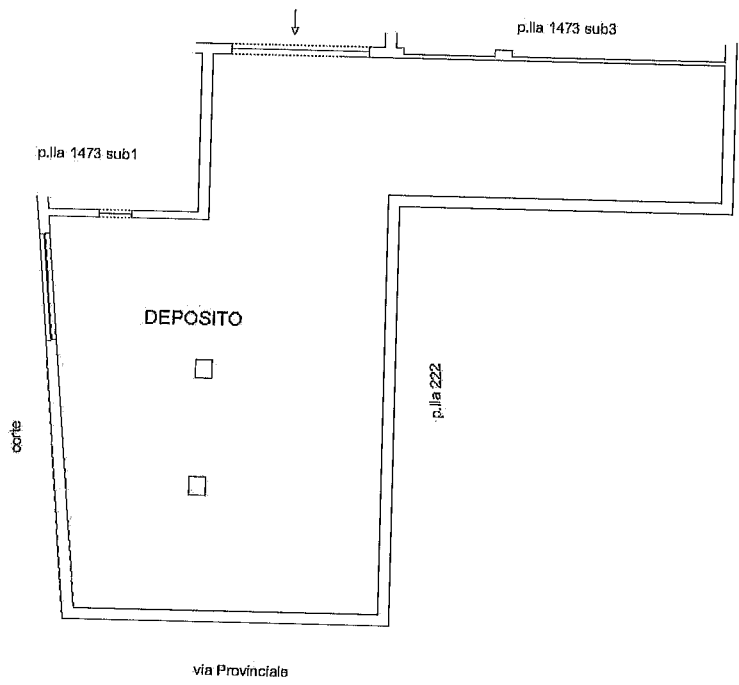 p.lla 1473 sub3
p.lla 1473 sub1
DEPOSITO
p.lla 222
corte
via Provinciale